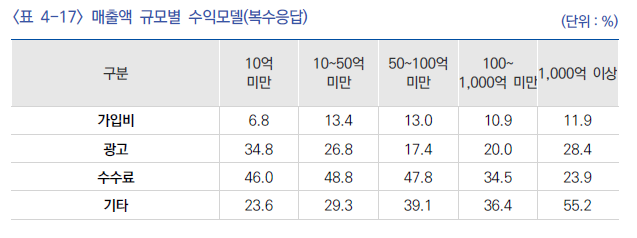 〈표 4-17〉 매출액 규모별 수익모델(복수응답)
(단위 : %)
구분 10억 미만 10~50억 미만 50~100억 미만 100~1,000억 미만 1,000억 이상
가입비 6.8 13.4 13.0 10.9 11.9
광고 34.8 26.8 17.4 20.0 28.4
수수료 46.0 48.8 47.8 34.5 23.9
기타 23.6 29.3 39.1 36.4 55.2